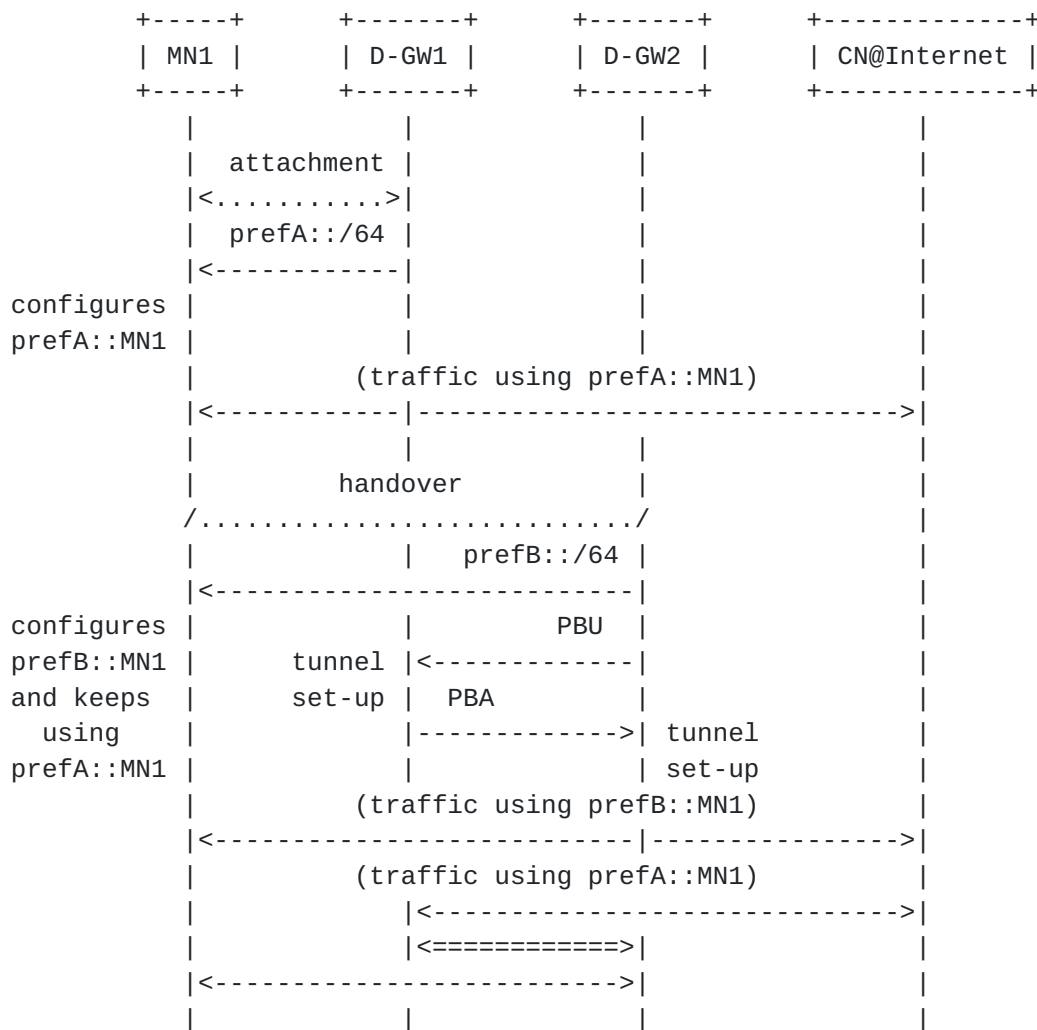 +-----+      +-------+      +-------+      +-------------+
| MN1 |      | D-GW1 |      | D-GW2 |      | CN@Internet |
+-----+      +-------+      +-------+      +-------------+
   |             |              |                 |
   |  attachment |              |                 |
   |<...........>|              |                 |
   |  prefA::/64 |              |                 |
   |<------------|              |                 |
configures |             |              |                 |
prefA::MN1 |             |              |                 |
   |          (traffic using prefA::MN1)          |
   |<------------|------------------------------->|
   |             |              |                 |
   |         handover           |                 |
   /............................/                 |
   |             |   prefB::/64 |                 |
   |<---------------------------|                 |
configures |             |         PBU  |                 |
prefB::MN1 |      tunnel |<-------------|                 |
and keeps  |      set-up |  PBA         |                 |
using    |             |------------->| tunnel          |
prefA::MN1 |             |              | set-up          |
   |          (traffic using prefB::MN1)          |
   |<---------------------------|---------------->|
   |          (traffic using prefA::MN1)          |
   |             |<------------------------------>|
   |             |<============>|                 |
   |<-------------------------->|                 |
   |             |              |                 |